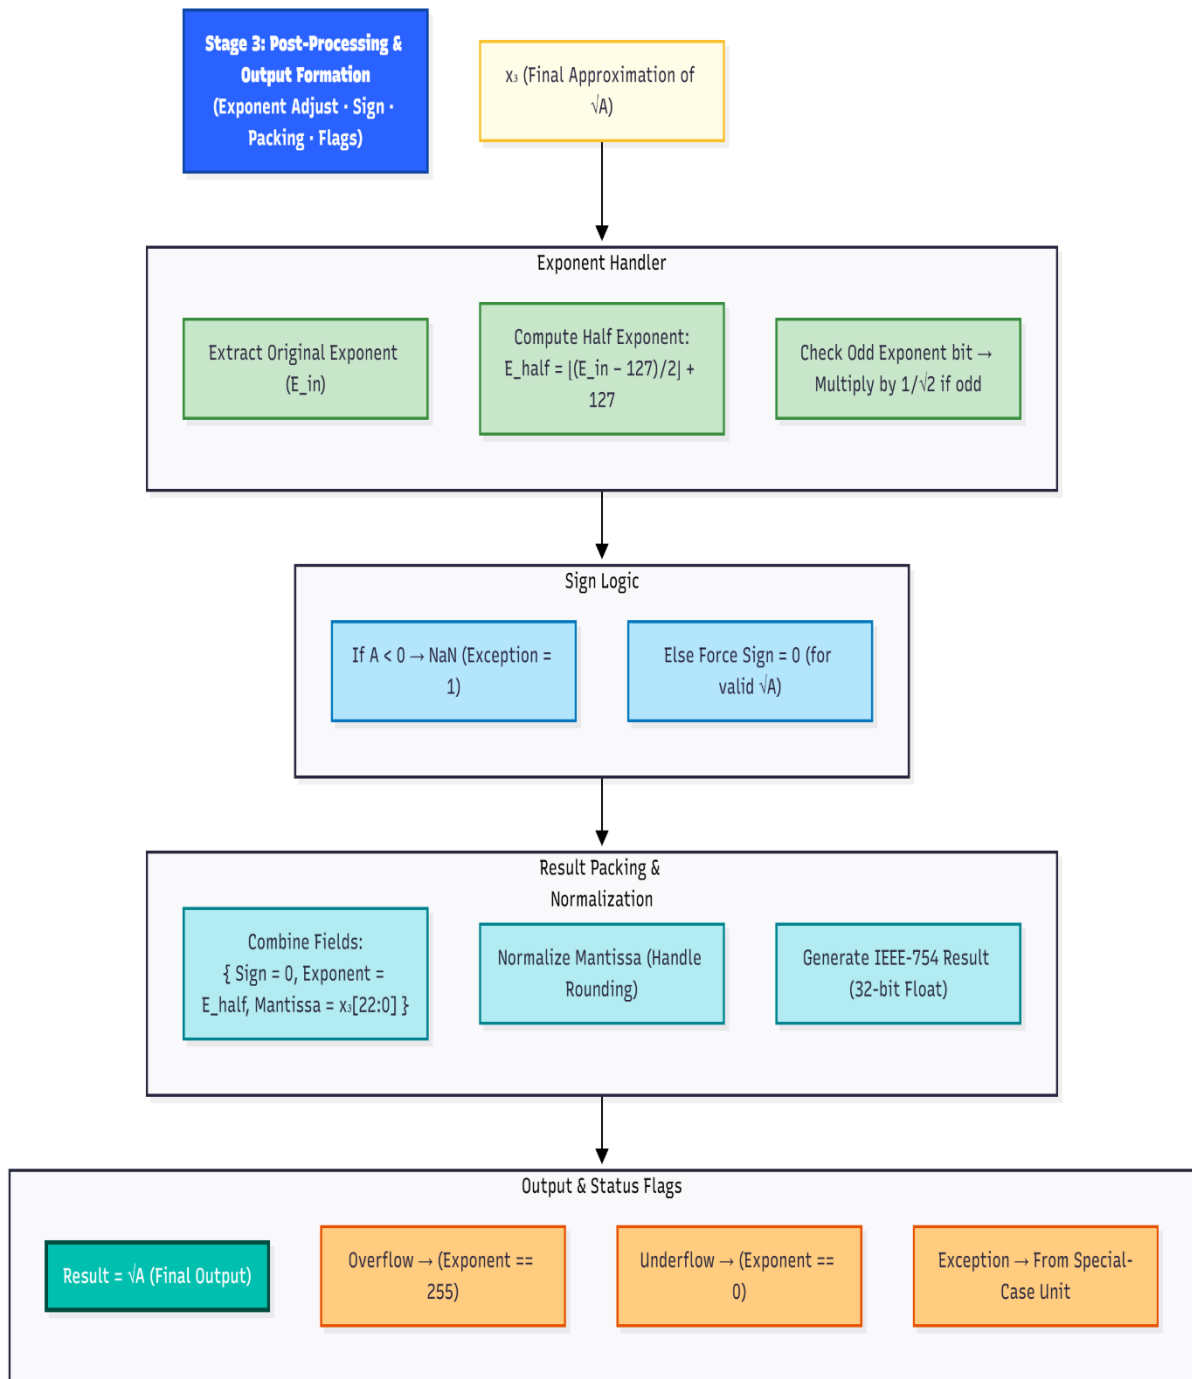 Stage 3: Post-Processing &
Output Formation
(Exponent Adjust · Sign ·
Packing · Flags)
x₃ (Final Approximation of
√A)
Exponent Handler
Extract Original Exponent
(E_in)
Compute Half Exponent:
E_half = ⌊(E_in − 127)/2⌋ +
127
Check Odd Exponent bit →
Multiply by 1/√2 if odd
Sign Logic
If A < 0 → NaN (Exception =
1)
Else Force Sign = 0 (for
valid √A)
Result Packing &
Normalization
Combine Fields:
{ Sign = 0, Exponent =
E_half, Mantissa = x₃[22:0] }
Normalize Mantissa (Handle
Rounding)
Generate IEEE-754 Result
(32-bit Float)
Output & Status Flags
Result = √A (Final Output)
Overflow → (Exponent ==
255)
Underflow → (Exponent ==
0)
Exception → From Special-
Case Unit